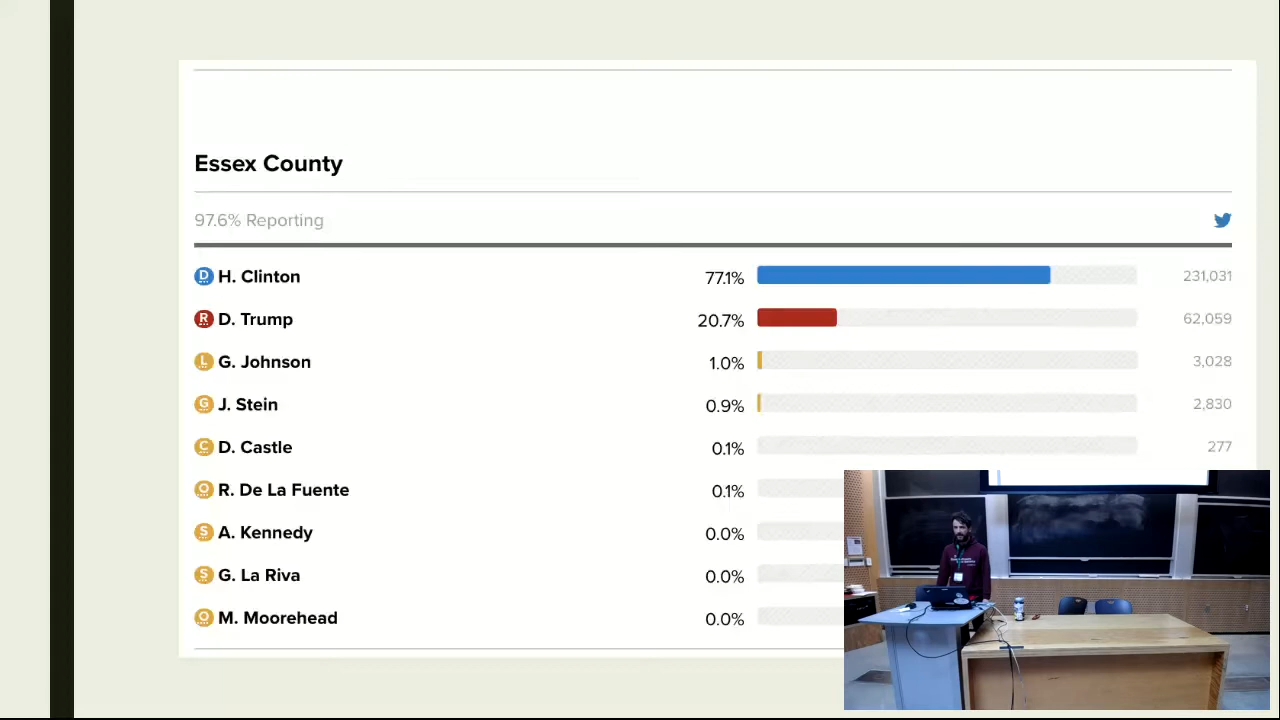 Essex County
97.6% Reporting
D H. Clinton 77.1% 231,031
R D. Trump 20.7% 62,059
L G. Johnson 1.0% 3,028
G J. Stein 0.9% 2,830
C D. Castle 0.1% 277
O R. De La Fuente 0.1%
S A. Kennedy 0.0%
S G. La Riva 0.0%
O M. Moorehead 0.0%